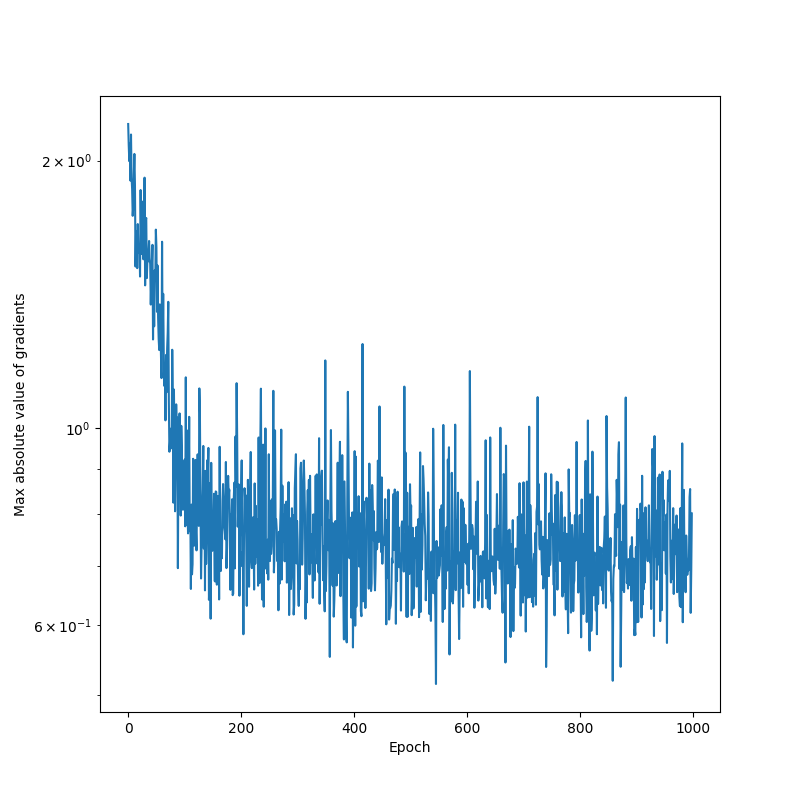 Max absolute value of gradients
2 × 10⁰
10⁰
6 × 10⁻¹
0 200 400 600 800 1000
Epoch